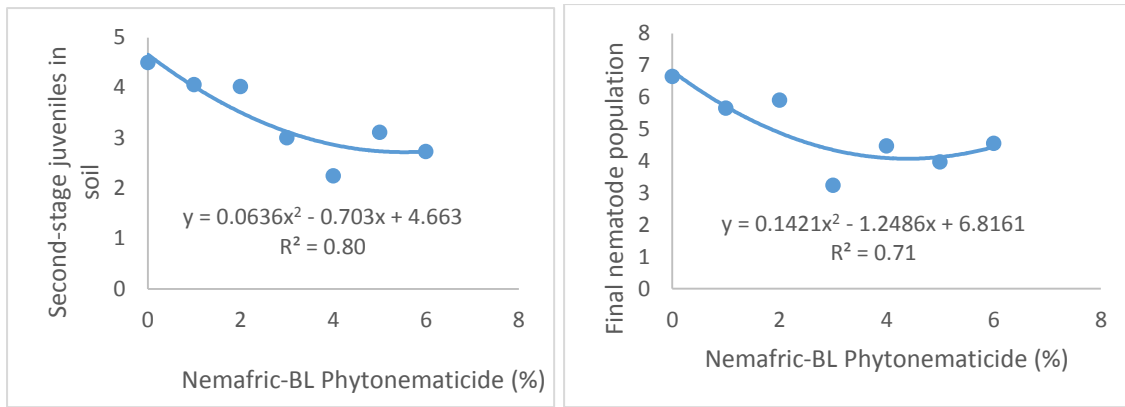 Second-stage juveniles in
soil
5
4
3
2
1
0
y = 0.0636x² - 0.703x + 4.663
R² = 0.80
0 2 4 6 8
Nemafric-BL Phytonematicide (%)
Final nematode population
8
7
6
5
4
3
2
1
0
y = 0.1421x² - 1.2486x + 6.8161
R² = 0.71
0 2 4 6 8
Nemafric-BL Phytonematicide (%)